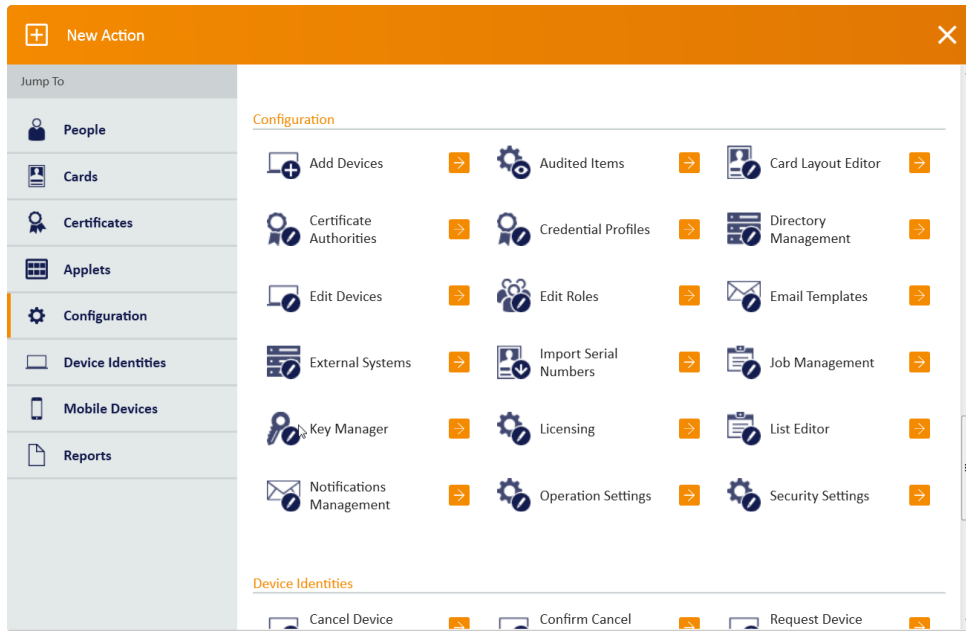 New Action
Jump To
People
Cards
Certificates
Applets
Configuration
Device Identities
Mobile Devices
Reports
Configuration
Add Devices
Audited Items
Card Layout Editor
Certificate
Authorities
Credential Profiles
Directory
Management
Edit Devices
Edit Roles
Email Templates
External Systems
Import Serial
Numbers
Job Management
Key Manager
Licensing
List Editor
Notifications
Management
Operation Settings
Security Settings
Device Identities
Cancel Device
Confirm Cancel
Request Device